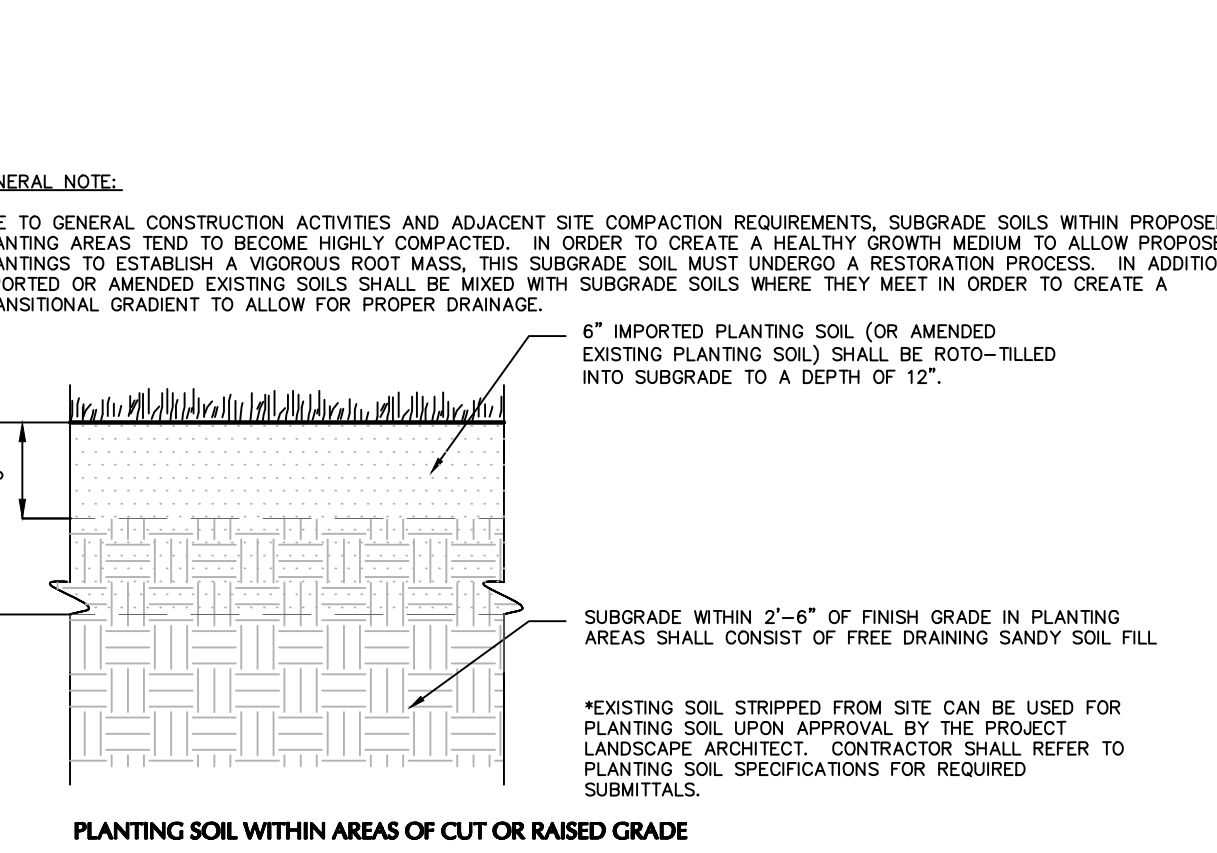 NERAL NOTE:
E TO GENERAL CONSTRUCTION ACTIVITIES AND ADJACENT SITE COMPACTION REQUIREMENTS, SUBGRADE SOILS WITHIN PROPOSE
ANTING AREAS TEND TO BECOME HIGHLY COMPACTED. IN ORDER TO CREATE A HEALTHY GROWTH MEDIUM TO ALLOW PROPOSE
ANTINGS TO ESTABLISH A VIGOROUS ROOT MASS, THIS SUBGRADE SOIL MUST UNDERGO A RESTORATION PROCESS. IN ADDITIO
PORTED OR AMENDED EXISTING SOILS SHALL BE MIXED WITH SUBGRADE SOILS WHERE THEY MEET IN ORDER TO CREATE A
ANSITIONAL GRADIENT TO ALLOW FOR PROPER DRAINAGE.
6" IMPORTED PLANTING SOIL (OR AMENDED
EXISTING PLANTING SOIL) SHALL BE ROTO-TILLED
INTO SUBGRADE TO A DEPTH OF 12".
SUBGRADE WITHIN 2'-6" OF FINISH GRADE IN PLANTING
AREAS SHALL CONSIST OF FREE DRAINING SANDY SOIL FILL
*EXISTING SOIL STRIPPED FROM SITE CAN BE USED FOR
PLANTING SOIL UPON APPROVAL BY THE PROJECT
LANDSCAPE ARCHITECT. CONTRACTOR SHALL REFER TO
PLANTING SOIL SPECIFICATIONS FOR REQUIRED
SUBMITTALS.
PLANTING SOIL WITHIN AREAS OF CUT OR RAISED GRADE